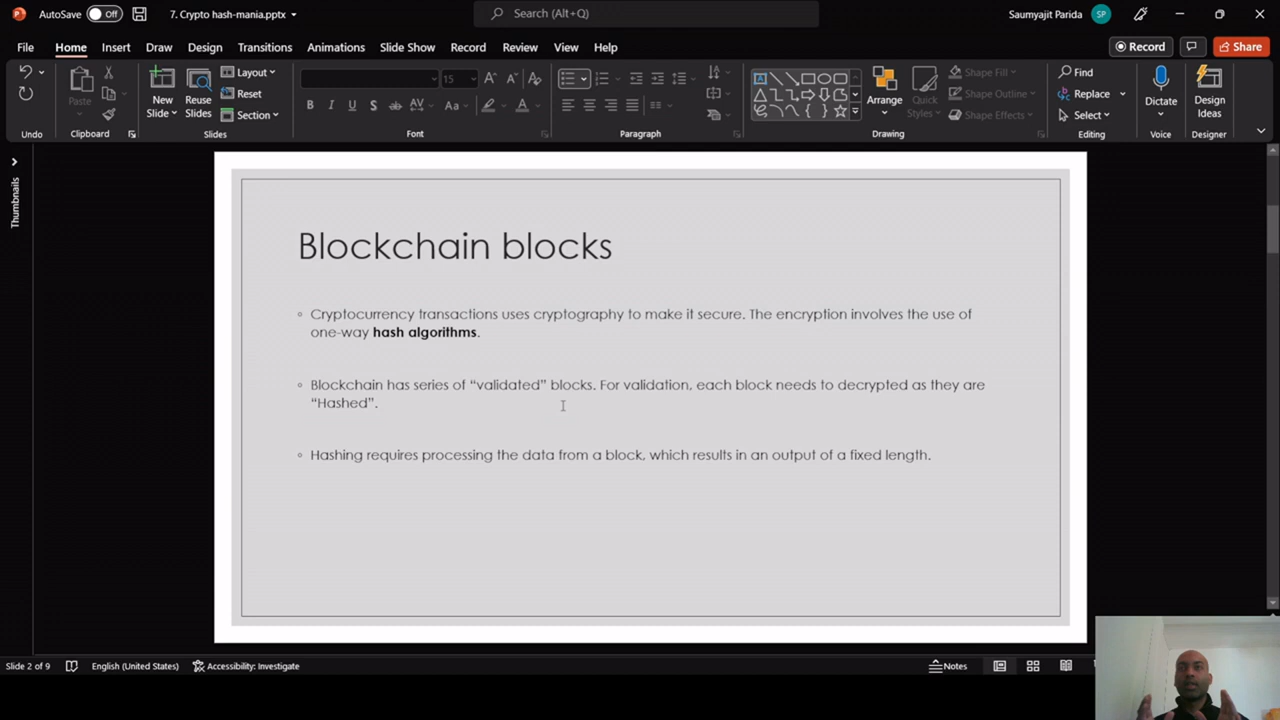 AutoSave Off 7. Crypto hash-mania.pptx Search (Alt+Q) Saumyajit Parida SP
File Home Insert Draw Design Transitions Animations Slide Show Record Review View Help Record Share
Undo
Paste
Clipboard
New Slide
Reuse Slides
Layout
Reset
Section
Slides
15
Font
Paragraph
Arrange
Quick Styles
Shape Fill
Shape Outline
Shape Effects
Drawing
Find
Replace
Select
Editing
Dictate
Voice
Design Ideas
Designer
Thumbnails
Blockchain blocks
Cryptocurrency transactions uses cryptography to make it secure. The encryption involves the use of
one-way hash algorithms.
Blockchain has series of “validated” blocks. For validation, each block needs to decrypted as they are
“Hashed”.
Hashing requires processing the data from a block, which results in an output of a fixed length.
Slide 2 of 9 English (United States) Accessibility: Investigate Notes